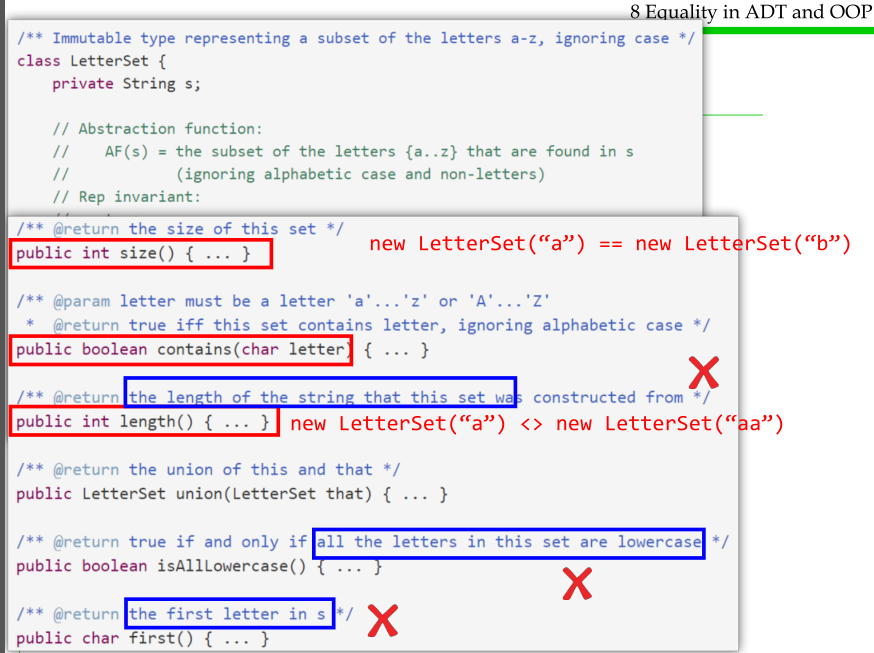 8 Equality in ADT and OOP
/** Immutable type representing a subset of the letters a-z, ignoring case */
class LetterSet {
    private String s;
    // Abstraction function:
    //    AF(s) = the subset of the letters {a..z} that are found in s
    //            (ignoring alphabetic case and non-letters)
    // Rep invariant:
/** @return the size of this set */
public int size() { ... }
new LetterSet(“a”) == new LetterSet(“b”)
/** @param letter must be a letter 'a'...'z' or 'A'...'Z'
 *  @return true iff this set contains letter, ignoring alphabetic case */
public boolean contains(char letter) { ... }
/** @return the length of the string that this set was constructed from */
public int length() { ... }
new LetterSet(“a”) <> new LetterSet(“aa”)
/** @return the union of this and that */
public LetterSet union(LetterSet that) { ... }
/** @return true if and only if all the letters in this set are lowercase */
public boolean isAllLowercase() { ... }
/** @return the first letter in s */
public char first() { ... }